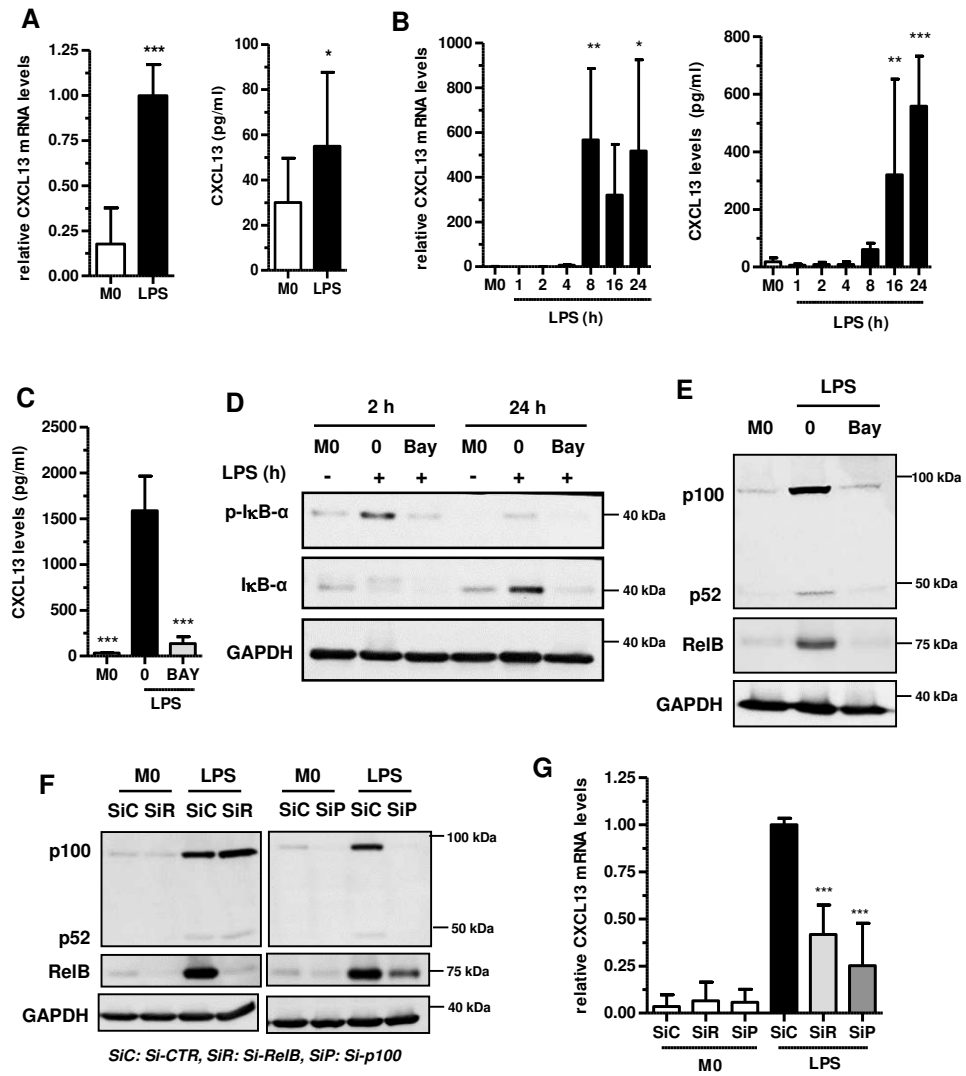 A
relative CXCL13 mRNA levels
1.25
1.00
0.75
0.50
0.25
0.00
***
M0 LPS
CXCL13 (pg/ml)
100
80
60
40
20
0
*
M0 LPS
B
relative CXCL13 mRNA levels
1000
800
600
400
200
0
** *
M0 1 2 4 8 16 24
LPS (h)
CXCL13 levels (pg/ml)
800
600
400
200
0
** ***
M0 1 2 4 8 16 24
LPS (h)
C
CXCL13 levels (pg/ml)
2500
2000
1500
1000
500
0
*** ***
M0 0 BAY
LPS
D
2 h 24 h
M0 0 Bay M0 0 Bay
LPS (h) - + + - + +
p-IκB-α 40 kDa
IκB-α 40 kDa
GAPDH 40 kDa
E
LPS
M0 0 Bay
p100 100 kDa
p52 50 kDa
RelB 75 kDa
GAPDH 40 kDa
F
M0 LPS M0 LPS
SiC SiR SiC SiR SiC SiP SiC SiP
p100 100 kDa
p52 50 kDa
RelB 75 kDa
GAPDH 40 kDa
SiC: Si-CTR, SiR: Si-RelB, SiP: Si-p100
G
relative CXCL13 mRNA levels
1.25
1.00
0.75
0.50
0.25
0.00
*** ***
SiC SiR SiP SiC SiR SiP
M0 LPS